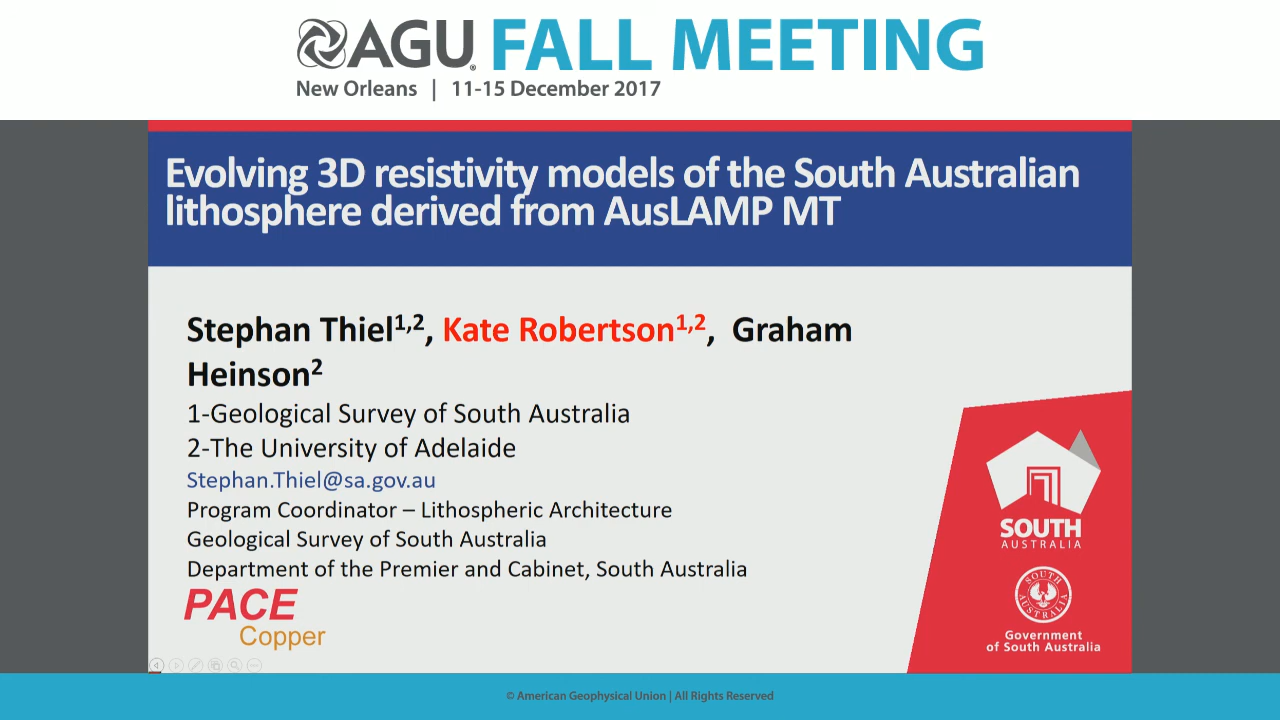 AGU FALL MEETING
New Orleans | 11-15 December 2017
Evolving 3D resistivity models of the South Australian
lithosphere derived from AusLAMP MT
Stephan Thiel1,2, Kate Robertson1,2, Graham
Heinson2
1-Geological Survey of South Australia
2-The University of Adelaide
Stephan.Thiel@sa.gov.au
Program Coordinator – Lithospheric Architecture
Geological Survey of South Australia
Department of the Premier and Cabinet, South Australia
PACE
Copper
SOUTH
AUSTRALIA
SOUTH
AUSTRALIA
Government
of South Australia
© American Geophysical Union | All Rights Reserved